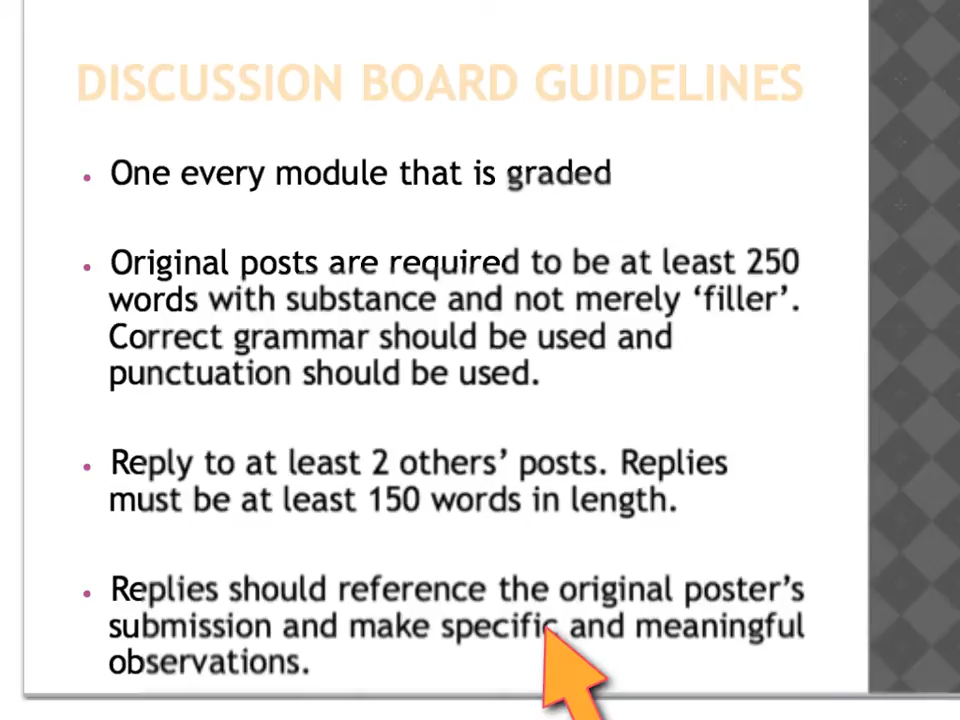 DISCUSSION BOARD GUIDELINES
• One every module that is graded
• Original posts are required to be at least 250
words with substance and not merely ‘filler’.
Correct grammar should be used and
punctuation should be used.
• Reply to at least 2 others’ posts. Replies
must be at least 150 words in length.
• Replies should reference the original poster’s
submission and make specific and meaningful
observations.